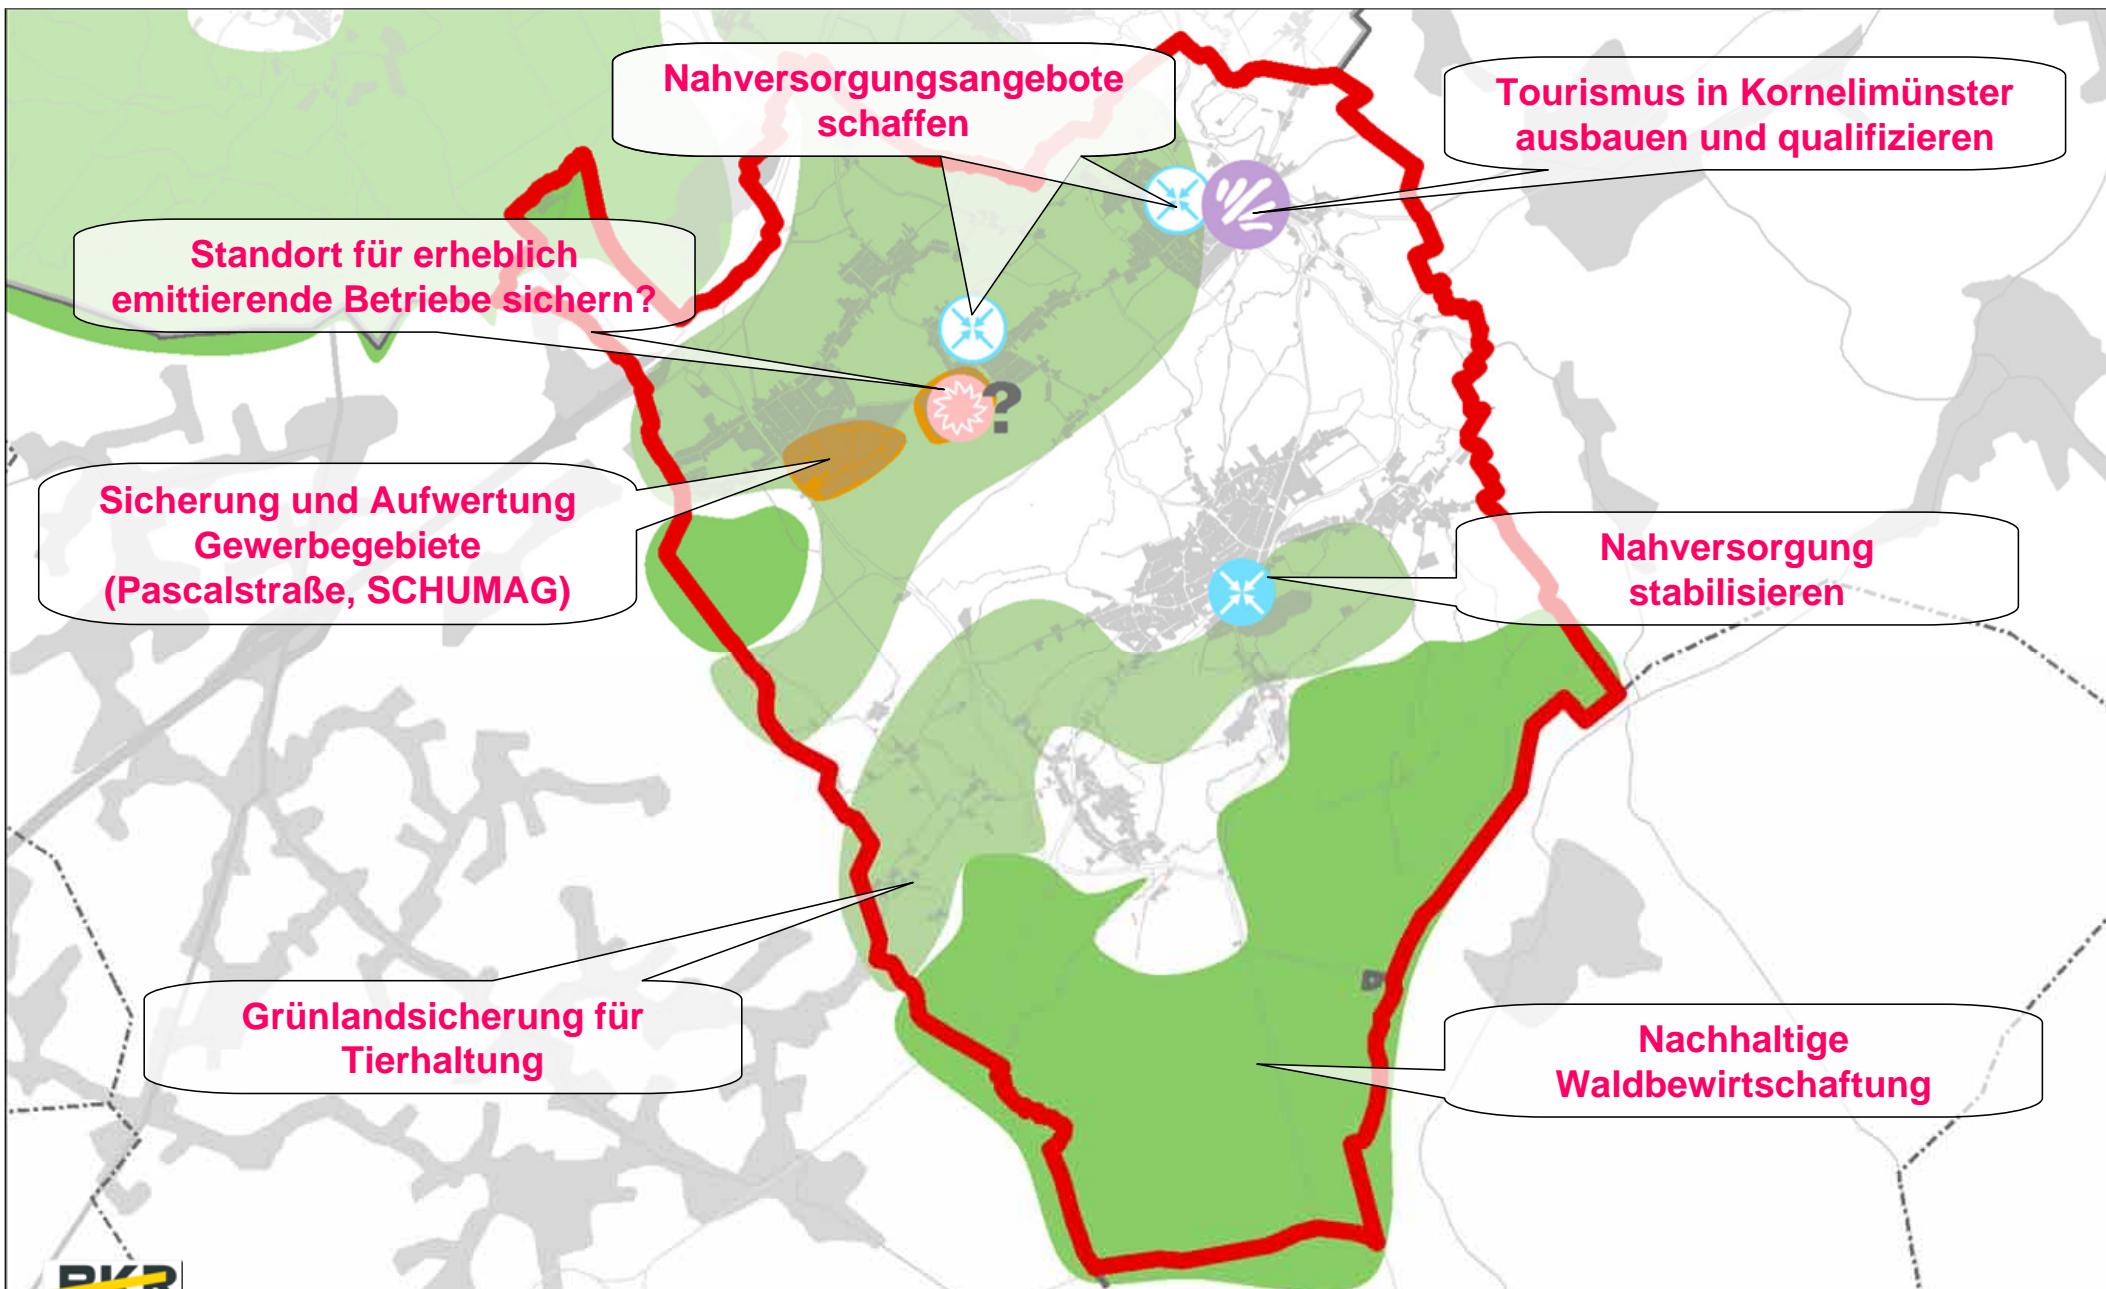 Nahversorgungsangebote
schaffen
Tourismus in Kornelimünster
ausbauen und qualifizieren
Standort für erheblich
emittierende Betriebe sichern?
?
Sicherung und Aufwertung
Gewerbegebiete
(Pascalstraße, SCHUMAG)
Nahversorgung
stabilisieren
Grünlandsicherung für
Tierhaltung
Nachhaltige
Waldbewirtschaftung
BKR